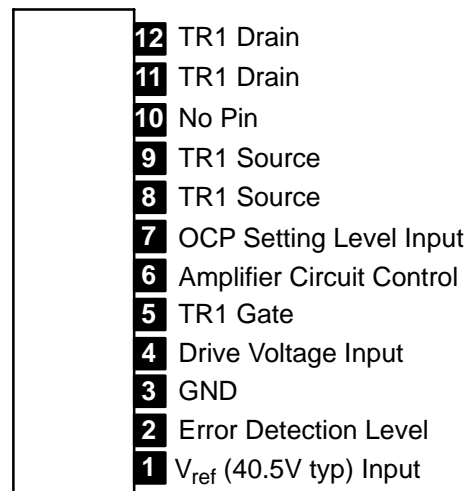 12 TR1 Drain
11 TR1 Drain
10 No Pin
9 TR1 Source
8 TR1 Source
7 OCP Setting Level Input
6 Amplifier Circuit Control
5 TR1 Gate
4 Drive Voltage Input
3 GND
2 Error Detection Level
1 Vref (40.5V typ) Input